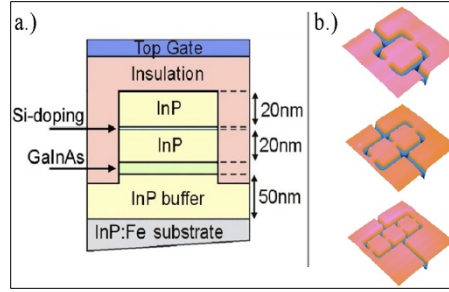 a.)
b.)
Top Gate
Insulation
Si-doping
InP
20nm
GaInAs
InP
20nm
InP buffer
50nm
InP:Fe substrate